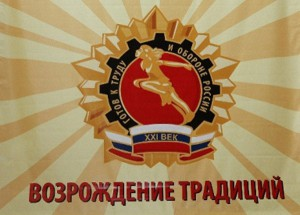 ГОТОВ К ТРУДУ И ОБОРОНЕ РОССИИ
XXI ВЕК
ВОЗРОЖДЕНИЕ ТРАДИЦИЙ